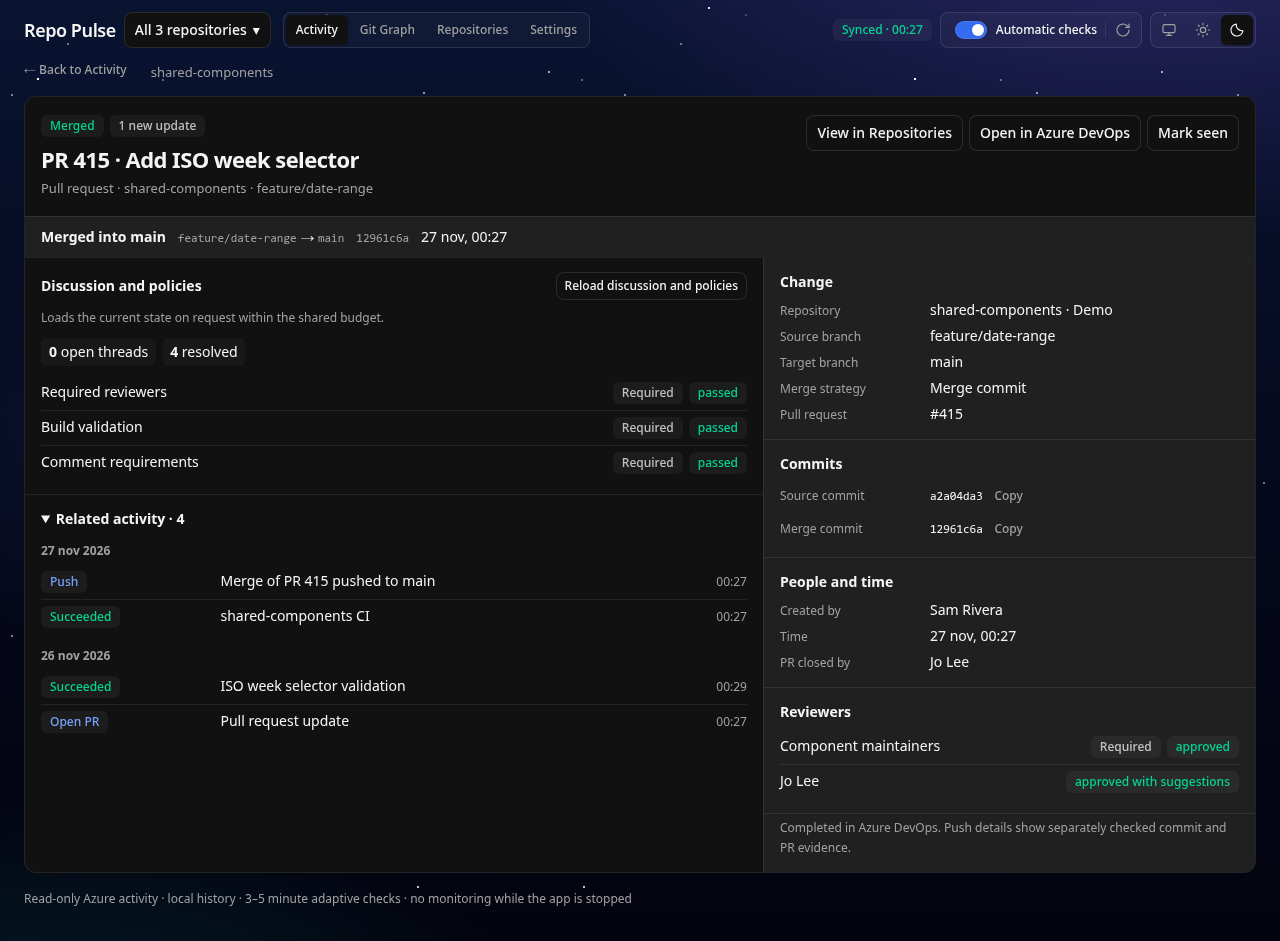 Repo Pulse
All 3 repositories ▾
Activity
Git Graph
Repositories
Settings
Synced · 00:27
Automatic checks
← Back to Activity
shared-components
Merged
1 new update
View in Repositories
Open in Azure DevOps
Mark seen
PR 415 · Add ISO week selector
Pull request · shared-components · feature/date-range
Merged into main feature/date-range → main 12961c6a 27 nov, 00:27
Discussion and policies
Reload discussion and policies
Loads the current state on request within the shared budget.
0 open threads
4 resolved
Required reviewers Required passed
Build validation Required passed
Comment requirements Required passed
▼ Related activity · 4
27 nov 2026
Push Merge of PR 415 pushed to main 00:27
Succeeded shared-components CI 00:27
26 nov 2026
Succeeded ISO week selector validation 00:29
Open PR Pull request update 00:27
Change
Repository shared-components · Demo
Source branch feature/date-range
Target branch main
Merge strategy Merge commit
Pull request #415
Commits
Source commit a2a04da3 Copy
Merge commit 12961c6a Copy
People and time
Created by Sam Rivera
Time 27 nov, 00:27
PR closed by Jo Lee
Reviewers
Component maintainers Required approved
Jo Lee approved with suggestions
Completed in Azure DevOps. Push details show separately checked commit and
PR evidence.
Read-only Azure activity · local history · 3–5 minute adaptive checks · no monitoring while the app is stopped